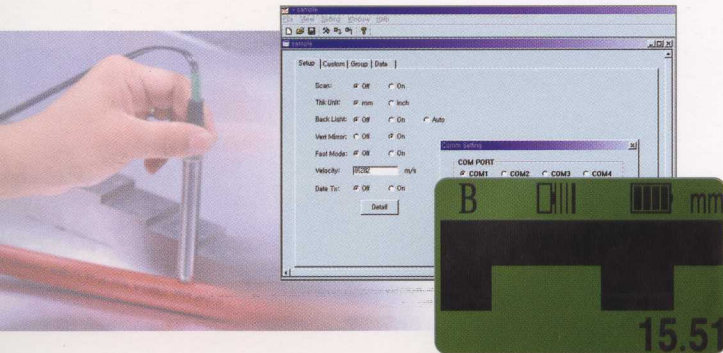 sample
File View Setting Window Help
sample
Setup Custom Group Data
Scan: Off On
Thk Unit: mm Inch
Back Light: Off On Auto
Vert Mirror: Off On
Fast Mode: Off On
Velocity: m/s
Date Tx: Off On
Detail
Comm Setting
COM PORT
COM1 COM2 COM3 COM4
B mm
15.51